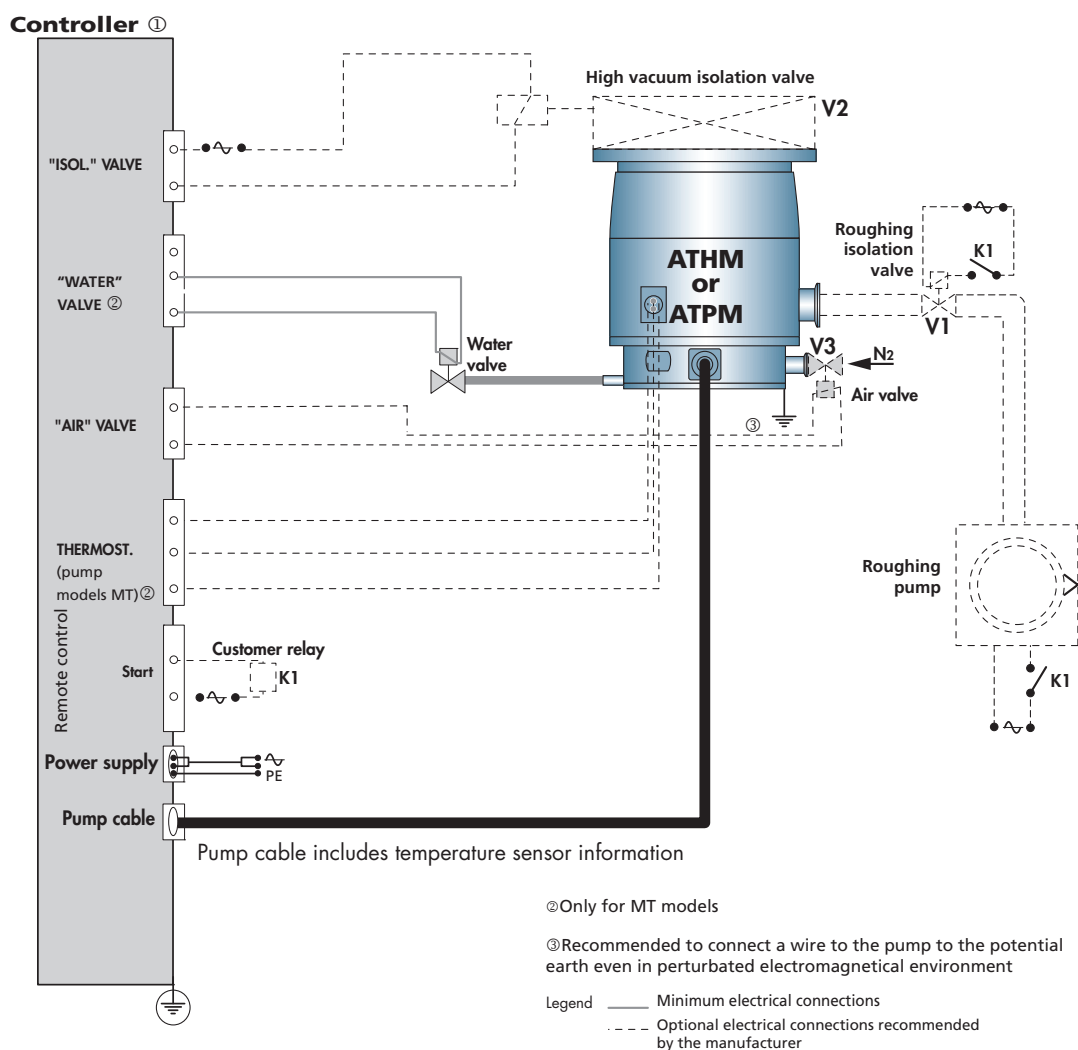 Controller ①
High vacuum isolation valve
V2
"ISOL." VALVE
Roughing
isolation
valve
K1
ATHM
or
ATPM
“WATER”
VALVE ②
V1
Water
valve
V3
N2
Air valve
"AIR" VALVE
③
THERMOST.
(pump
models MT)②
Roughing
pump
Remote control
Customer relay
Start
K1
K1
Power supply
PE
Pump cable
Pump cable includes temperature sensor information
②Only for MT models
③Recommended to connect a wire to the pump to the potential
earth even in perturbated electromagnetical environment
Legend
Minimum electrical connections
Optional electrical connections recommended
by the manufacturer